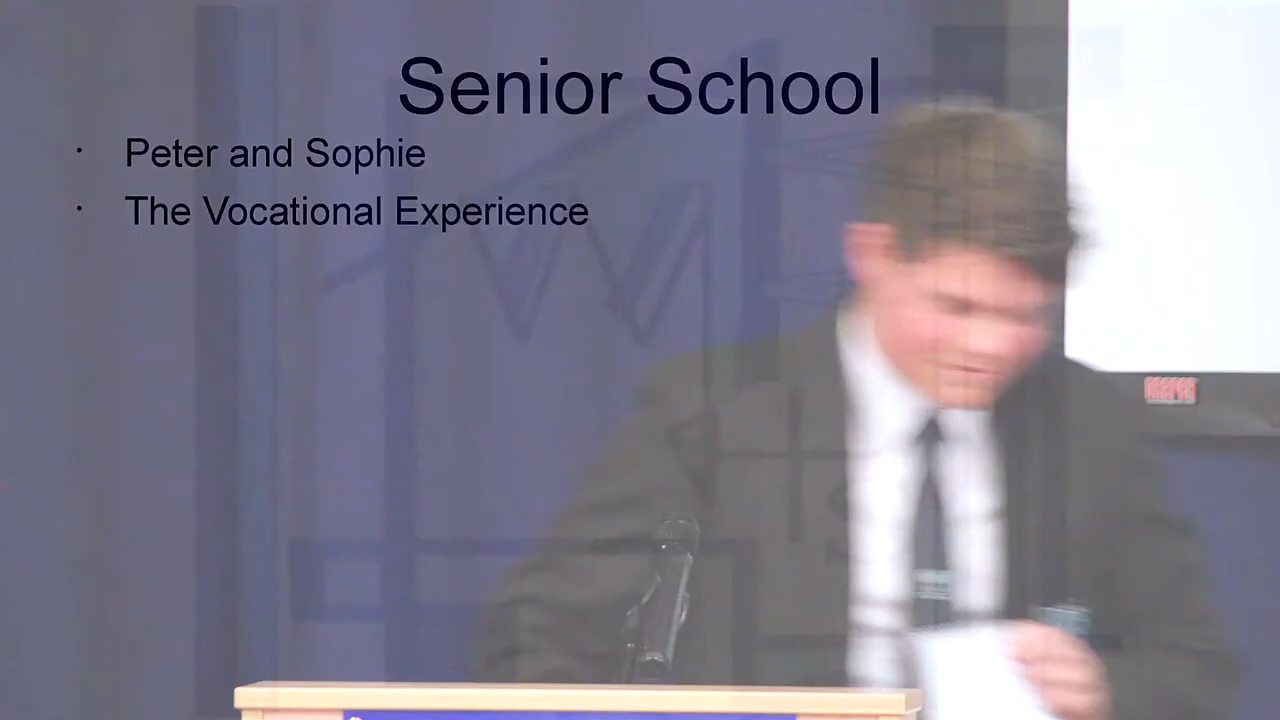 Senior School
· Peter and Sophie
· The Vocational Experience